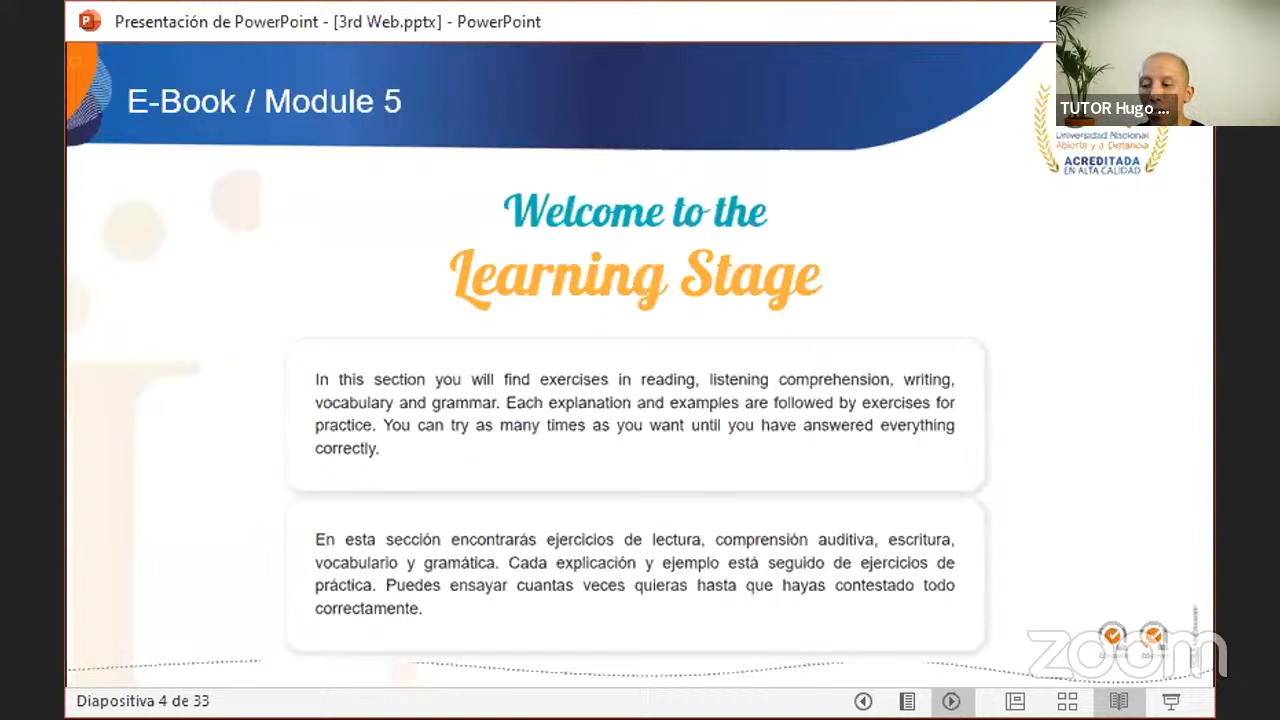 Presentación de PowerPoint - [3rd Web.pptx] - PowerPoint
TUTOR Hugo ...
E-Book / Module 5
Universidad Nacional
Abierta y a Distancia
ACREDITADA
EN ALTA CALIDAD
Welcome to the
Learning Stage
In this section you will find exercises in reading, listening comprehension, writing,
vocabulary and grammar. Each explanation and examples are followed by exercises for
practice. You can try as many times as you want until you have answered everything
correctly.
En esta sección encontrarás ejercicios de lectura, comprensión auditiva, escritura,
vocabulario y gramática. Cada explicación y ejemplo está seguido de ejercicios de
práctica. Puedes ensayar cuantas veces quieras hasta que hayas contestado todo
correctamente.
zoom
Diapositiva 4 de 33